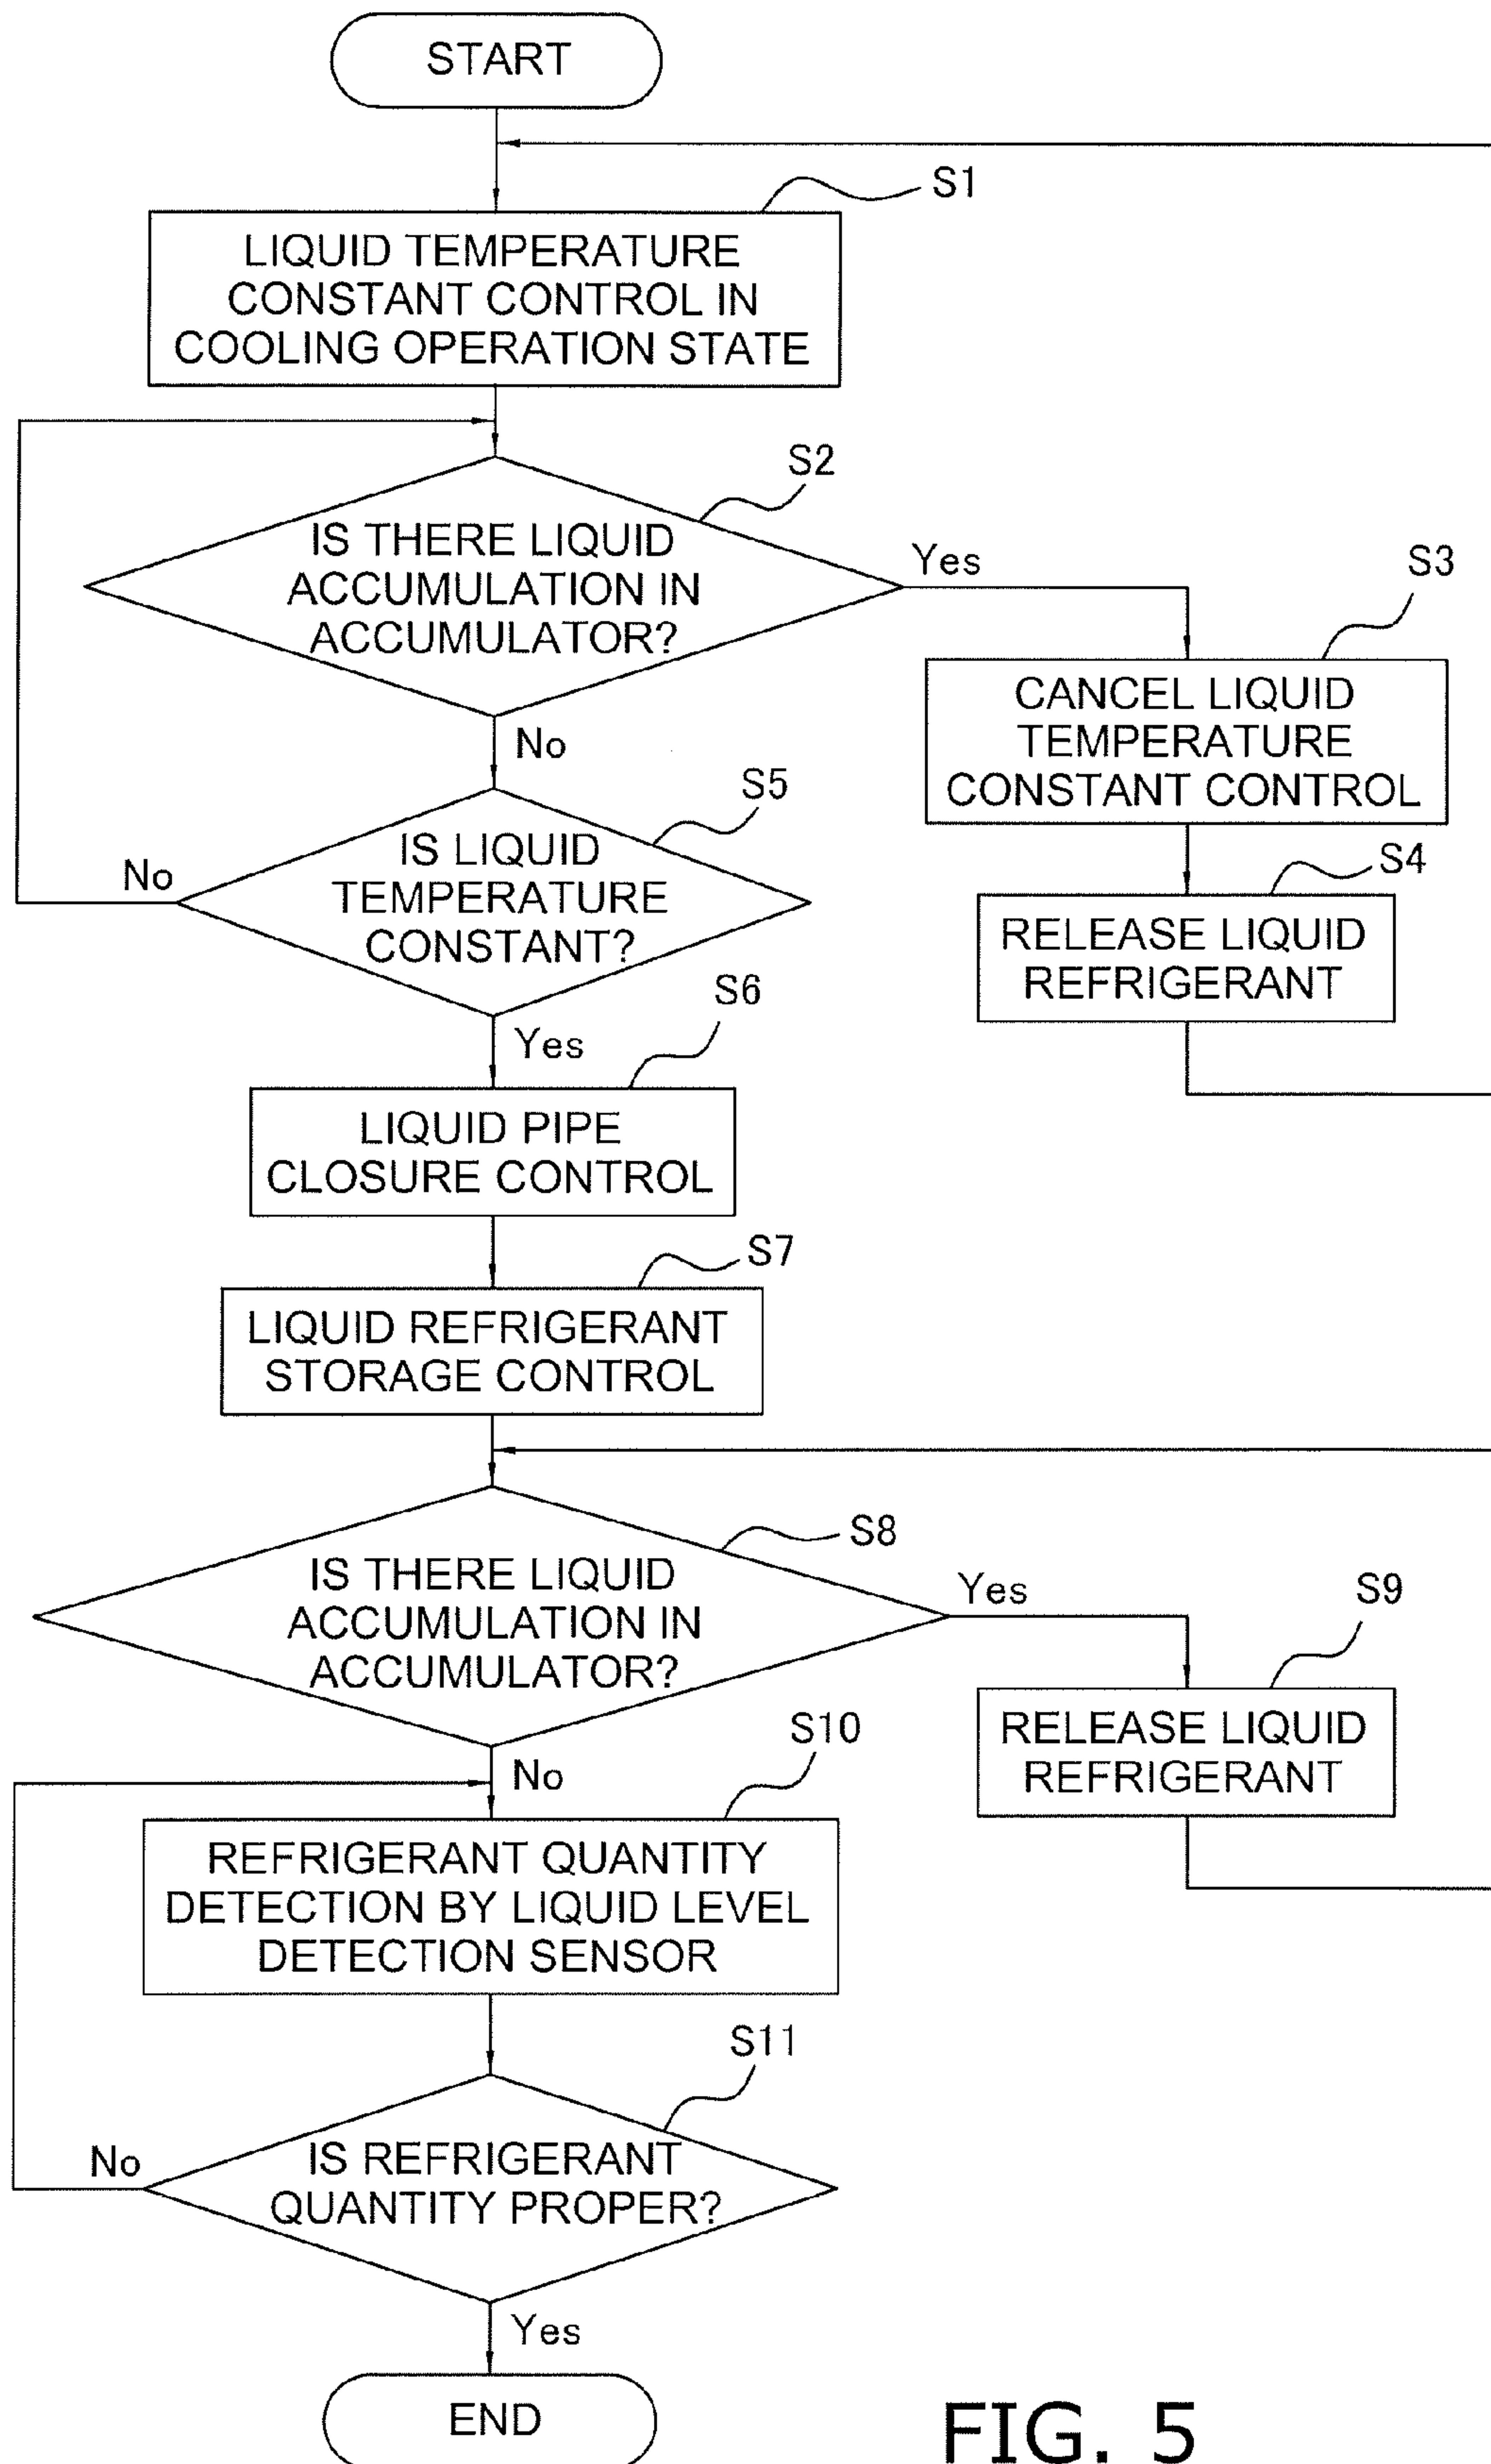 START
S1
LIQUID TEMPERATURE
CONSTANT CONTROL IN
COOLING OPERATION STATE
S2
IS THERE LIQUID
ACCUMULATION IN
ACCUMULATOR?
Yes
No
S3
CANCEL LIQUID
TEMPERATURE
CONSTANT CONTROL
S4
RELEASE LIQUID
REFRIGERANT
S5
IS LIQUID
TEMPERATURE
CONSTANT?
No
Yes
S6
LIQUID PIPE
CLOSURE CONTROL
S7
LIQUID REFRIGERANT
STORAGE CONTROL
S8
IS THERE LIQUID
ACCUMULATION IN
ACCUMULATOR?
Yes
No
S9
RELEASE LIQUID
REFRIGERANT
S10
REFRIGERANT QUANTITY
DETECTION BY LIQUID LEVEL
DETECTION SENSOR
S11
IS REFRIGERANT
QUANTITY PROPER?
No
Yes
END
FIG. 5